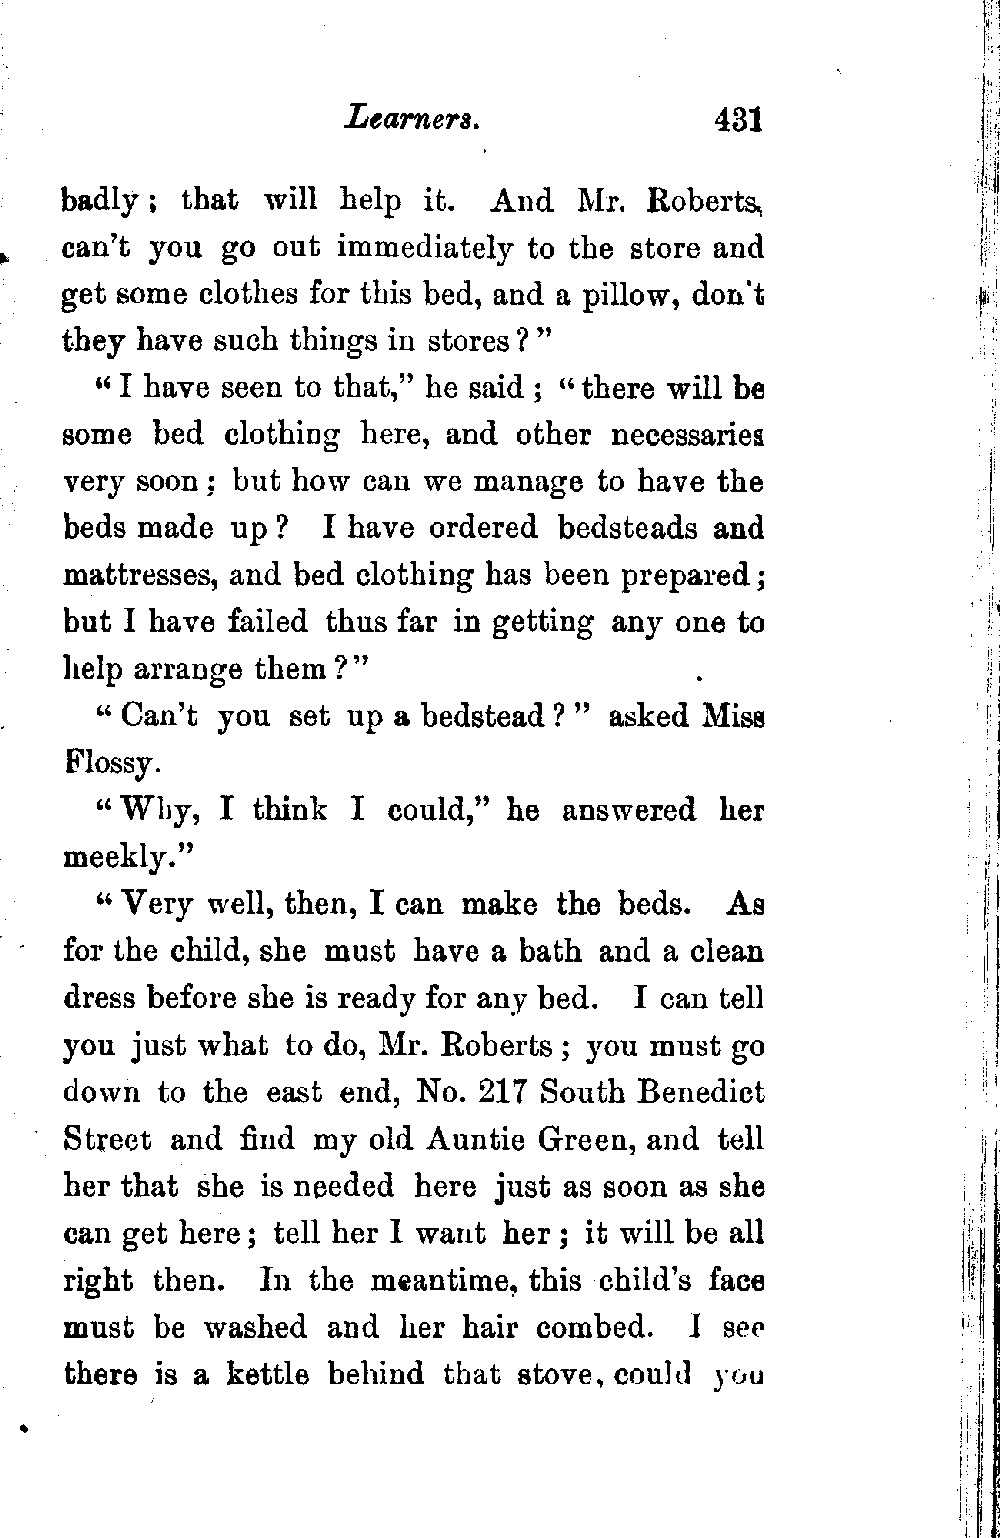 Learners. 431
badly; that will help it. And Mr. Roberts,
can't you go out immediately to the store and
get some clothes for this bed, and a pillow, don't
they have such things in stores?"
"I have seen to that," he said; "there will be
some bed clothing here, and other necessaries
very soon; but how can we manage to have the
beds made up? I have ordered bedsteads and
mattresses, and bed clothing has been prepared;
but I have failed thus far in getting any one to
help arrange them?"
"Can't you set up a bedstead?" asked Miss
Flossy.
"Why, I think I could," he answered her
meekly."
"Very well, then, I can make the beds. As
for the child, she must have a bath and a clean
dress before she is ready for any bed. I can tell
you just what to do, Mr. Roberts; you must go
down to the east end, No. 217 South Benedict
Street and find my old Auntie Green, and tell
her that she is needed here just as soon as she
can get here; tell her I want her; it will be all
right then. In the meantime, this child's face
must be washed and her hair combed. I see
there is a kettle behind that stove, could you